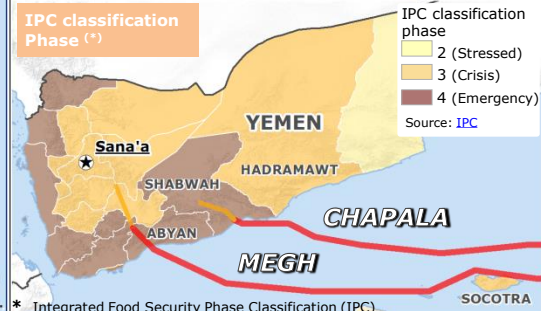 IPC classification
Phase (*)
IPC classification
phase
2 (Stressed)
3 (Crisis)
4 (Emergency)
Source: IPC
YEMEN
Sana'a
HADRAMAWT
SHABWAH
ABYAN
CHAPALA
MEGH
SOCOTRA
* Integrated Food Security Phase Classification (IPC)